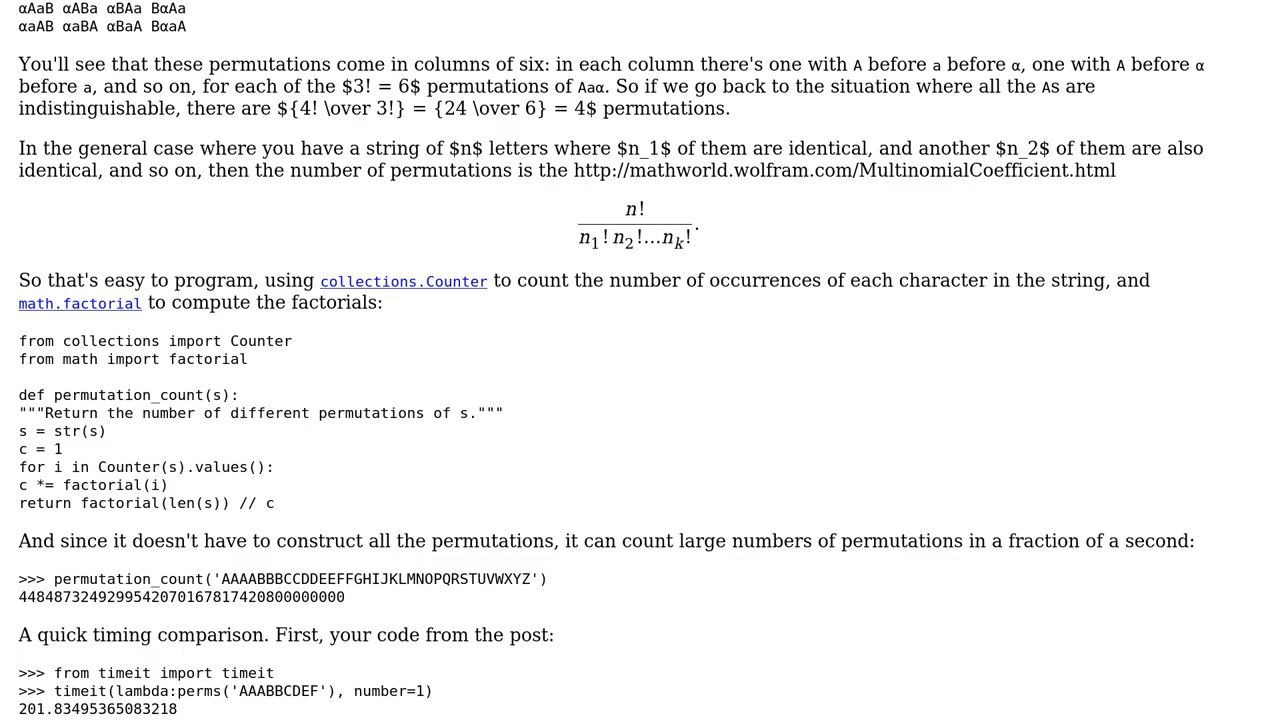 αAaB αABa αBAa BαAa
αaAB αaBA αBaA BαaA
You'll see that these permutations come in columns of six: in each column there's one with A before a before α, one with A before α
before a, and so on, for each of the $3! = 6$ permutations of Aaα. So if we go back to the situation where all the As are
indistinguishable, there are ${4! \over 3!} = {24 \over 6} = 4$ permutations.
In the general case where you have a string of $n$ letters where $n_1$ of them are identical, and another $n_2$ of them are also
identical, and so on, then the number of permutations is the http://mathworld.wolfram.com/MultinomialCoefficient.html
n!
n1! n2!…nk!.
So that's easy to program, using collections.Counter to count the number of occurrences of each character in the string, and
math.factorial to compute the factorials:
from collections import Counter
from math import factorial
def permutation_count(s):
"""Return the number of different permutations of s."""
s = str(s)
c = 1
for i in Counter(s).values():
c *= factorial(i)
return factorial(len(s)) // c
And since it doesn't have to construct all the permutations, it can count large numbers of permutations in a fraction of a second:
>>> permutation_count('AAAABBBCCDDEEFFGHIJKLMNOPQRSTUVWXYZ')
4484873249299542070167817420800000000
A quick timing comparison. First, your code from the post:
>>> from timeit import timeit
>>> timeit(lambda:perms('AAABBCDEF'), number=1)
201.83495365083218